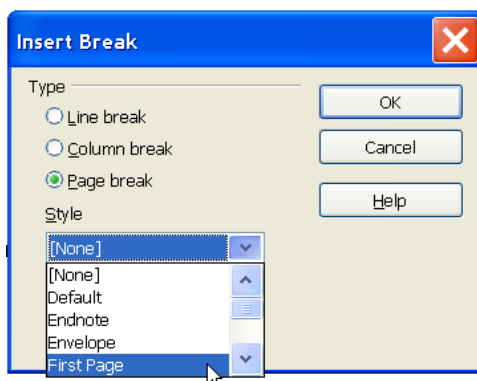 Insert Break
Type
Line break
Column break
Page break
Style
[None]
[None]
Default
Endnote
Envelope
First Page
OK
Cancel
Help